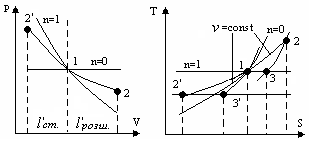 P
2'
n=1
n=0
1
2
l'ст.
l'розш.
V
T
ν=const
n=0
2
n=1
1
3
2'
3'
S